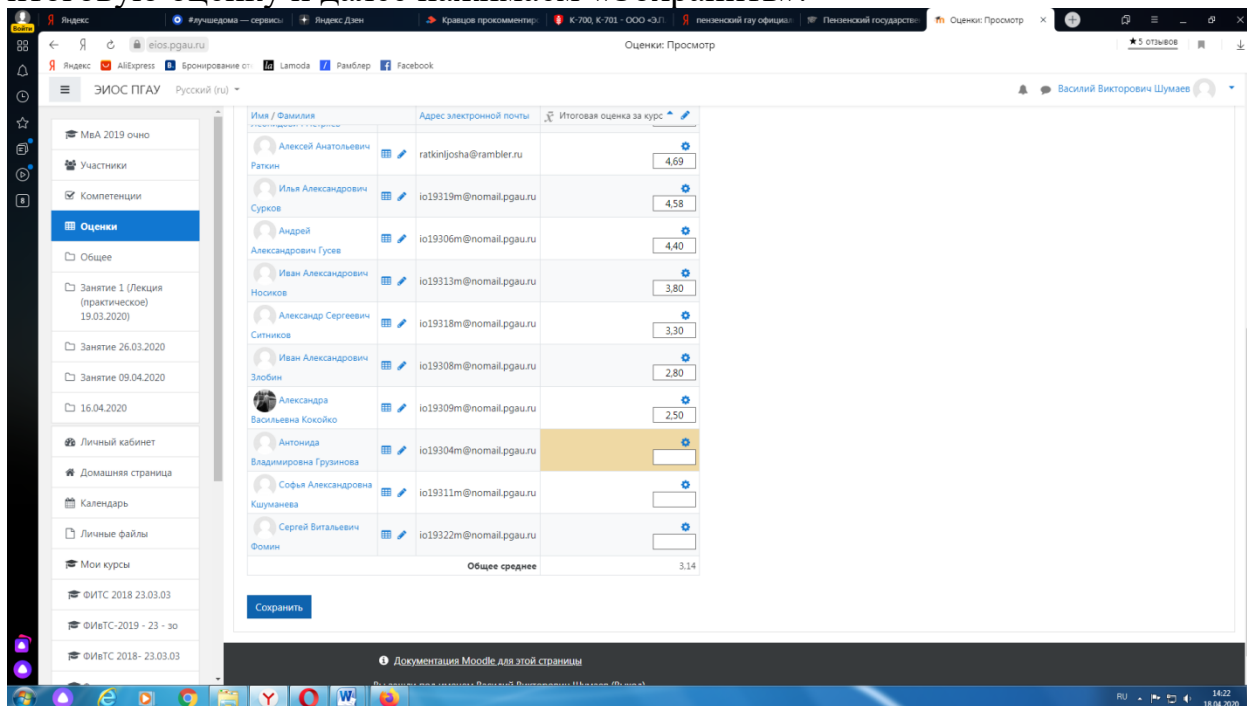 итоговую оценку и далее нажимаем «Сохранить».
Войти
Яндекс
#лучшедома — сервисы
Яндекс Дзен
Кравцов прокомментиро
К-700, К-701 - ООО «Э.П.
пензенский гау официал
Пензенский государстве
Оценки: Просмотр
eios.pgau.ru
Оценки: Просмотр
★ 5 отзывов
Яндекс
AliExpress
Бронирование от
Lamoda
Рамблер
Facebook
ЭИОС ПГАУ
Русский (ru)
Василий Викторович Шумаев
МвА 2019 очно
Участники
Компетенции
Оценки
Общее
Занятие 1 (Лекция
(практическое)
19.03.2020)
Занятие 26.03.2020
Занятие 09.04.2020
16.04.2020
Личный кабинет
Домашняя страница
Календарь
Личные файлы
Мои курсы
ФИТС 2018 23.03.03
ФИвТС-2019 - 23 - зо
ФИвТС 2018- 23.03.03
Имя / Фамилия
Адрес электронной почты
Итоговая оценка за курс
Алексей Анатольевич
Раткин
ratkinljosha@rambler.ru
4,69
Илья Александрович
Сурков
io19319m@nomail.pgau.ru
4,58
Андрей
Александрович Гусев
io19306m@nomail.pgau.ru
4,40
Иван Александрович
Носиков
io19313m@nomail.pgau.ru
3,80
Александр Сергеевич
Ситников
io19318m@nomail.pgau.ru
3,30
Иван Александрович
Злобин
io19308m@nomail.pgau.ru
2,80
Александра
Васильевна Кокойко
io19309m@nomail.pgau.ru
2,50
Антонида
Владимировна Грузинова
io19304m@nomail.pgau.ru
Софья Александровна
Кшуманева
io19311m@nomail.pgau.ru
Сергей Витальевич
Фомин
io19322m@nomail.pgau.ru
Общее среднее
3,14
Сохранить
Документация Moodle для этой страницы
RU
14:22
18.04.2020